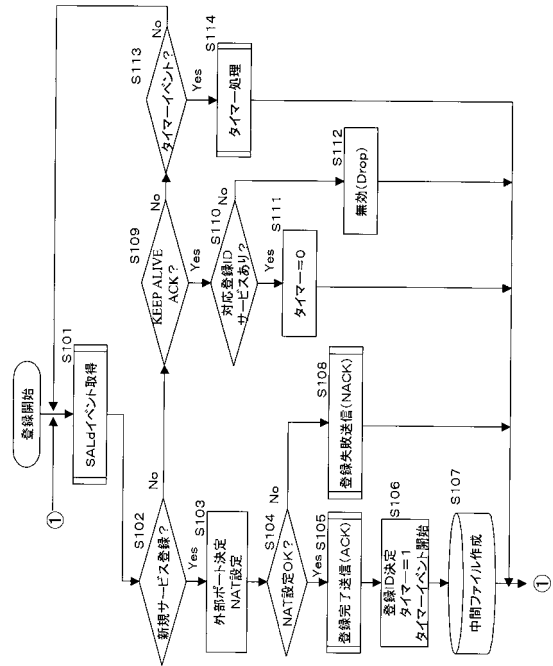 登録開始
①
S101
SALdイベント取得
S102
新規サービス登録？
No
Yes
S103
外部ポート決定
NAT設定
S104
NAT設定OK？
No
Yes
S105
登録完了送信(ACK)
S106
登録ID決定
タイマー＝1
タイマーイベント開始
S107
中間ファイル作成
S108
登録失敗送信(NACK)
S109
KEEP ALIVE
ACK？
No
Yes
S110
対応登録ID
サービスあり？
No
Yes
S111
タイマー＝0
S112
無効(Drop)
S113
タイマーイベント？
No
Yes
S114
タイマー処理
①